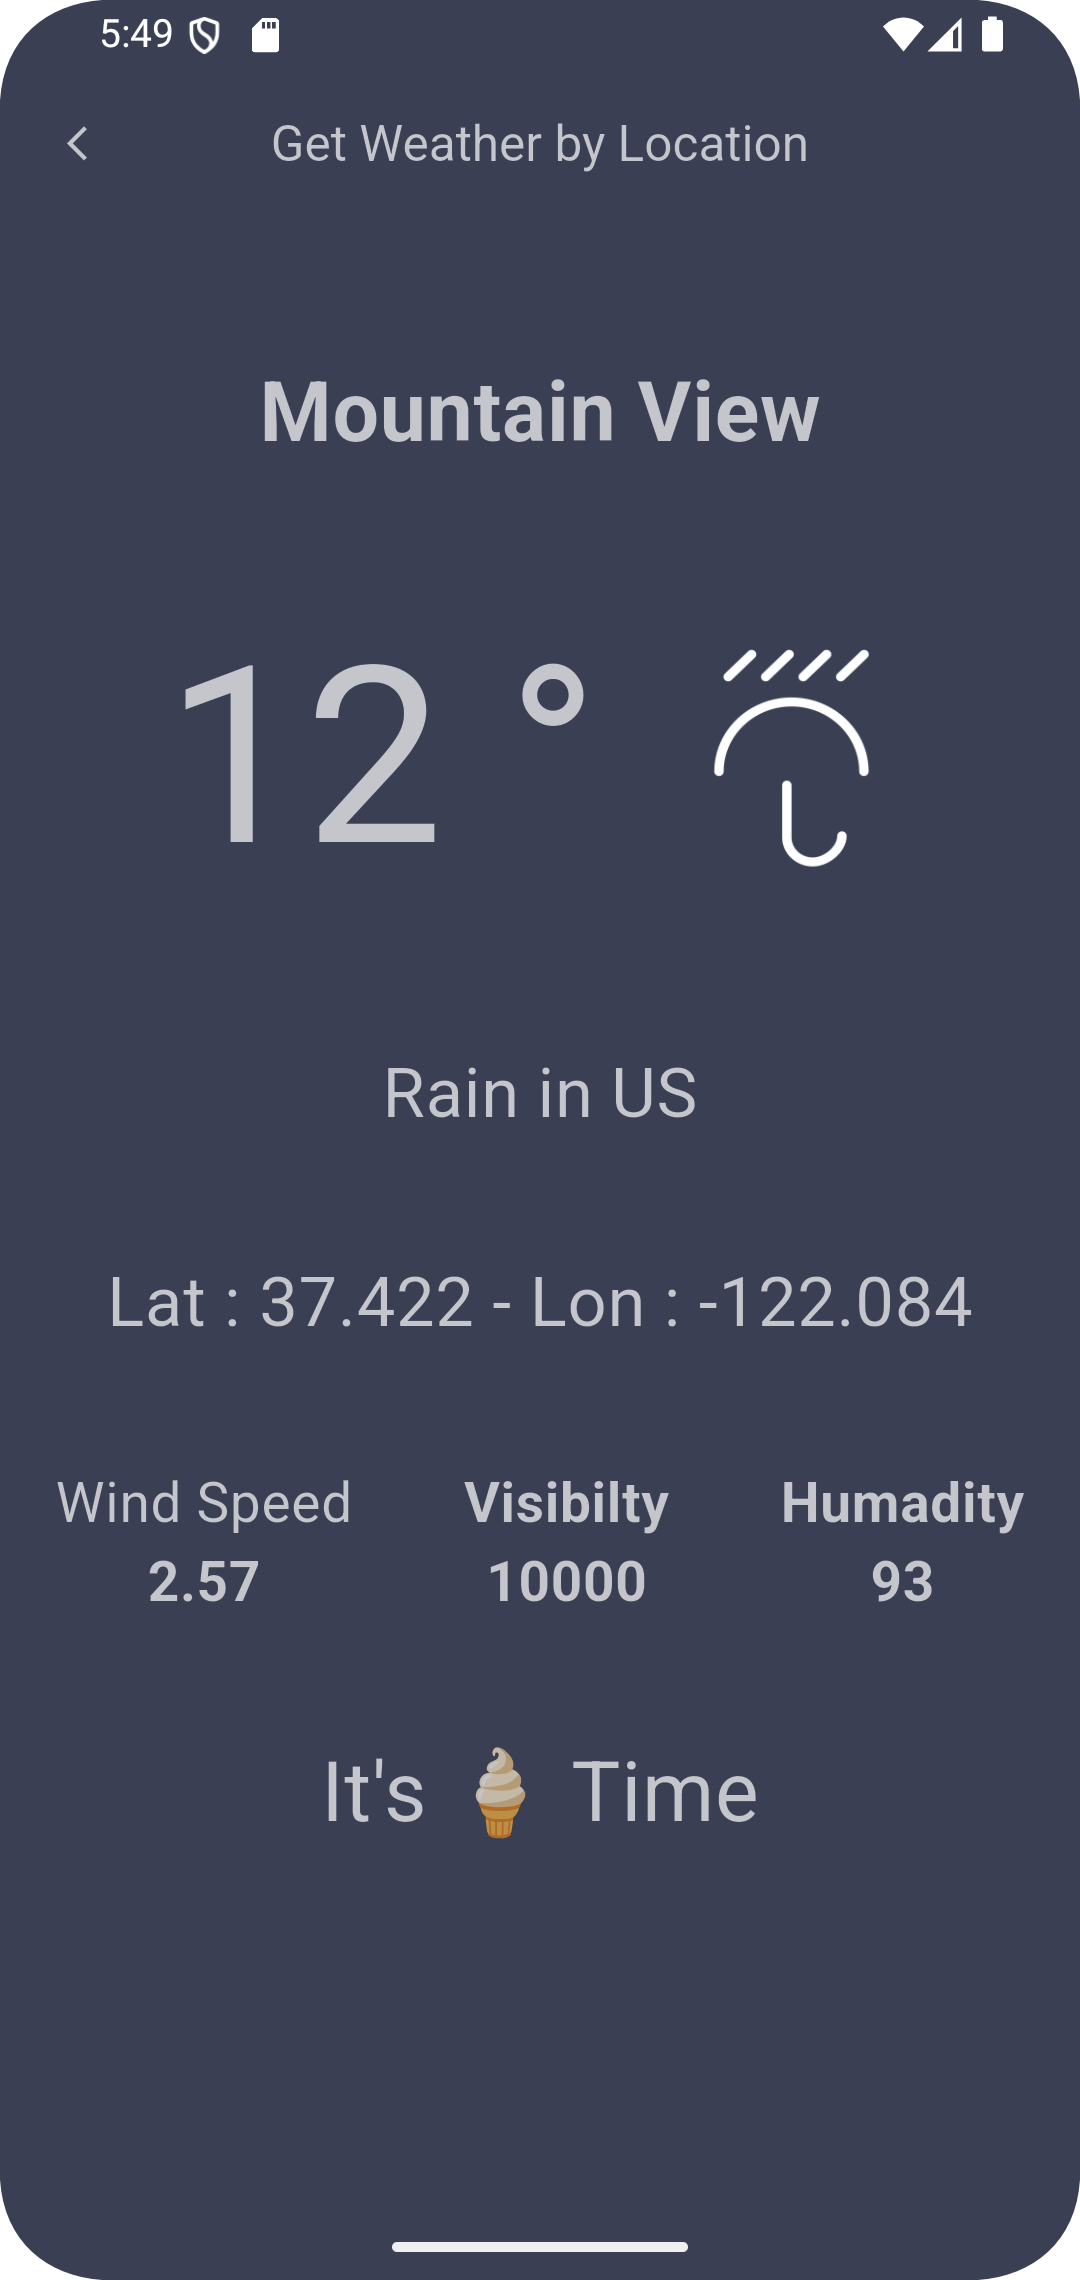 5:49
Get Weather by Location
Mountain View
12 °
Rain in US
Lat : 37.422 - Lon : -122.084
Wind Speed Visibilty Humadity
2.57 10000 93
It's 🍦 Time